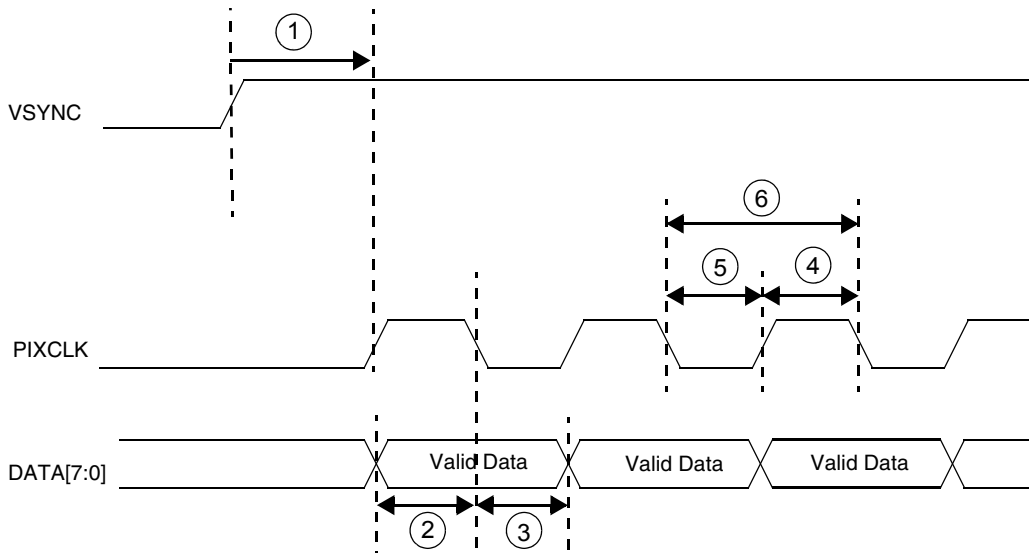 1
VSYNC
6
5
4
PIXCLK
DATA[7:0]
Valid Data
Valid Data
Valid Data
2
3